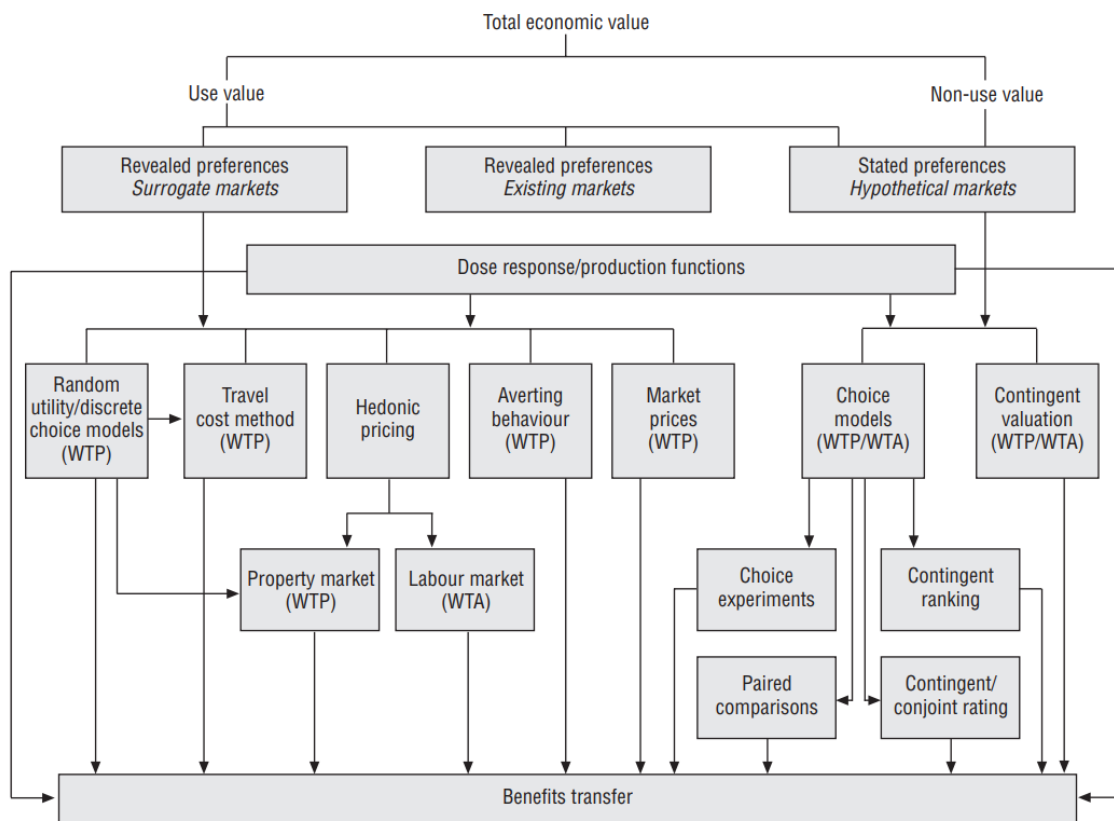 Total economic value
Use value
Non-use value
Revealed preferences
Surrogate markets
Revealed preferences
Existing markets
Stated preferences
Hypothetical markets
Dose response/production functions
Random
utility/discrete
choice models
(WTP)
Travel
cost method
(WTP)
Hedonic
pricing
Averting
behaviour
(WTP)
Market
prices
(WTP)
Choice
models
(WTP/WTA)
Contingent
valuation
(WTP/WTA)
Property market
(WTP)
Labour market
(WTA)
Choice
experiments
Contingent
ranking
Paired
comparisons
Contingent/
conjoint rating
Benefits transfer